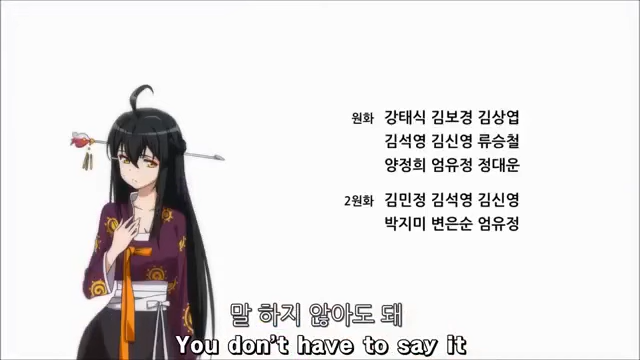 원화 강태식 김보경 김상엽
김석영 김신영 류승철
양정희 엄유정 정대운
2원화 김민정 김석영 김신영
박지미 변은순 엄유정
말 하지 않아도 돼
You don't have to say it